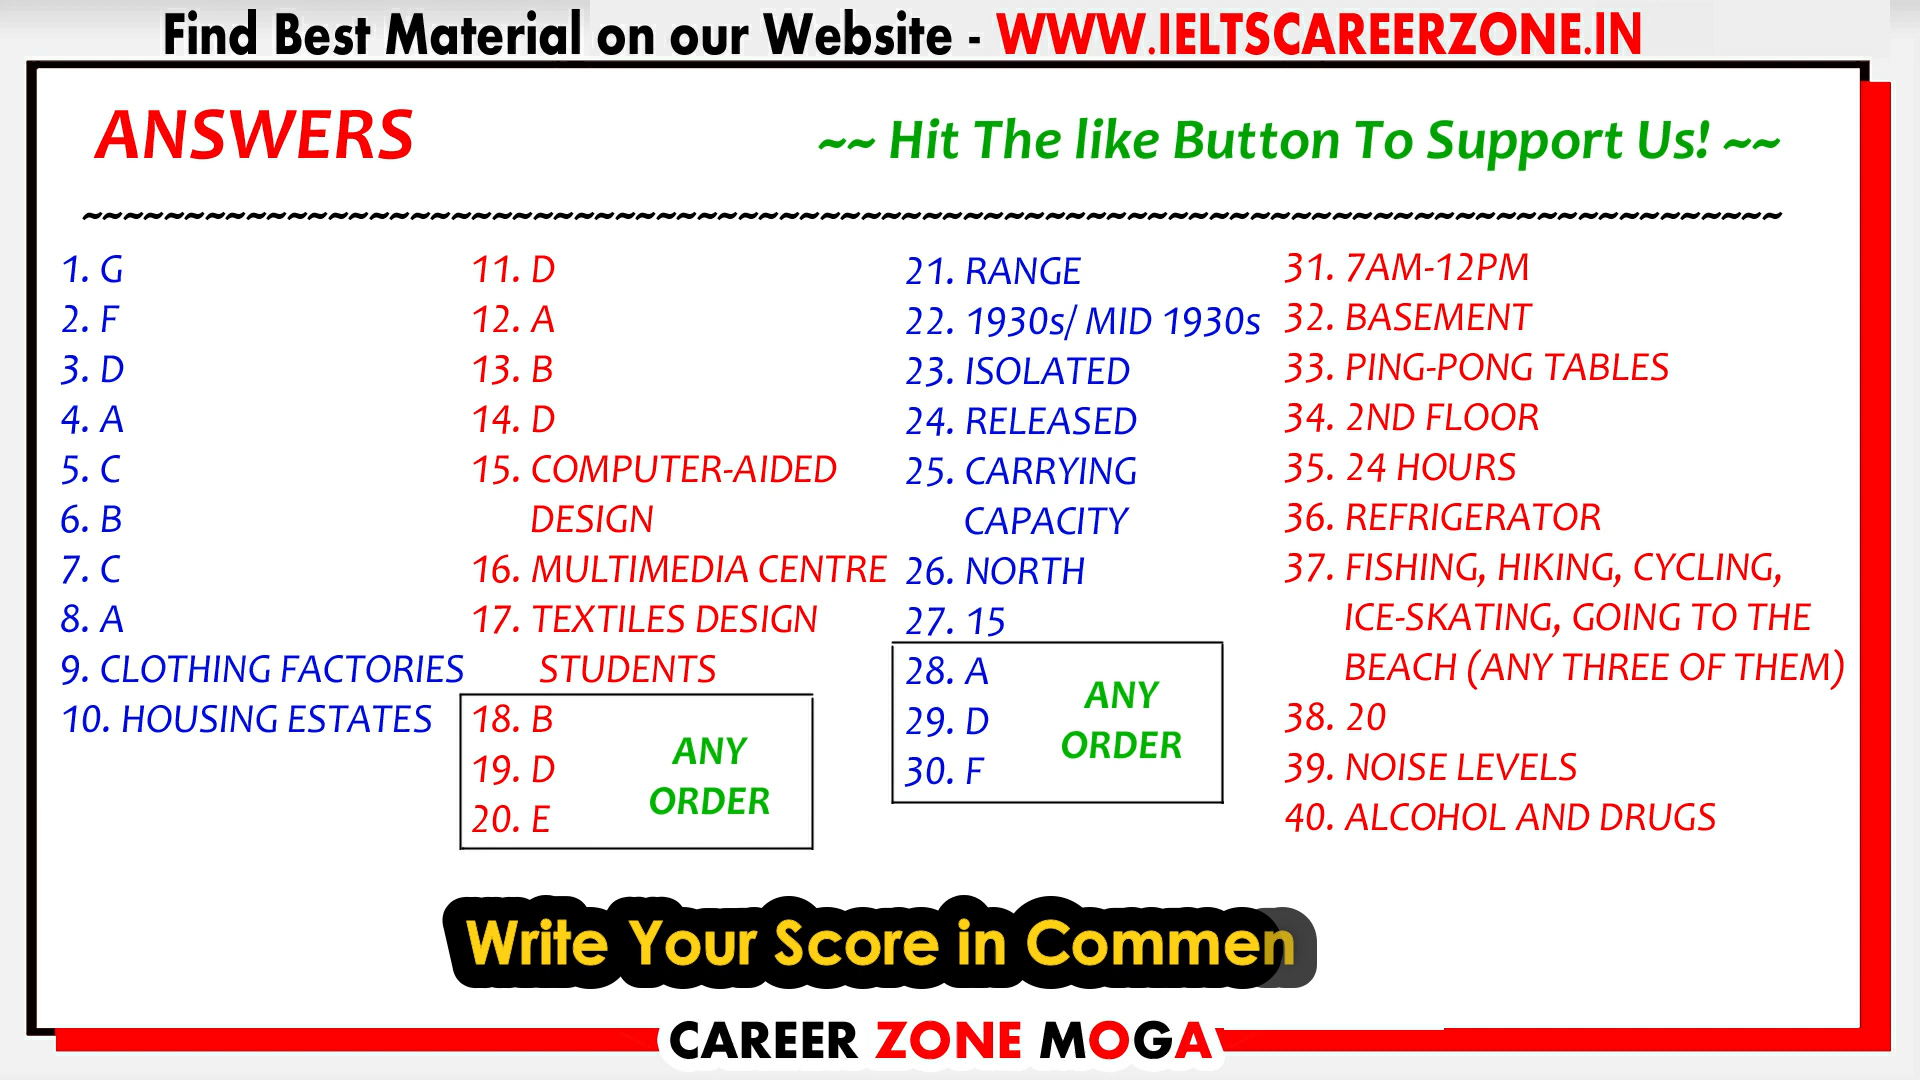 Find Best Material on our Website - WWW.IELTSCAREERZONE.IN
ANSWERS
~~ Hit The like Button To Support Us! ~~
1. G
2. F
3. D
4. A
5. C
6. B
7. C
8. A
9. CLOTHING FACTORIES
10. HOUSING ESTATES
11. D
12. A
13. B
14. D
15. COMPUTER-AIDED
DESIGN
16. MULTIMEDIA CENTRE
17. TEXTILES DESIGN
STUDENTS
18. B
19. D
20. E
ANY
ORDER
21. RANGE
22. 1930s/ MID 1930s
23. ISOLATED
24. RELEASED
25. CARRYING
CAPACITY
26. NORTH
27. 15
28. A
29. D
30. F
ANY
ORDER
31. 7AM-12PM
32. BASEMENT
33. PING-PONG TABLES
34. 2ND FLOOR
35. 24 HOURS
36. REFRIGERATOR
37. FISHING, HIKING, CYCLING,
ICE-SKATING, GOING TO THE
BEACH (ANY THREE OF THEM)
38. 20
39. NOISE LEVELS
40. ALCOHOL AND DRUGS
Write Your Score in Commen
CAREER ZONE MOGA